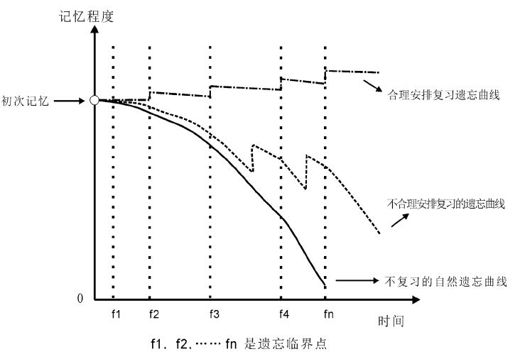 记忆程度
合理安排复习遗忘曲线
初次记忆
不合理安排复习的遗忘曲线
不复习的自然遗忘曲线
0
f1 f2 f3 f4 fn
时间
f1. f2. …… fn 是遗忘临界点